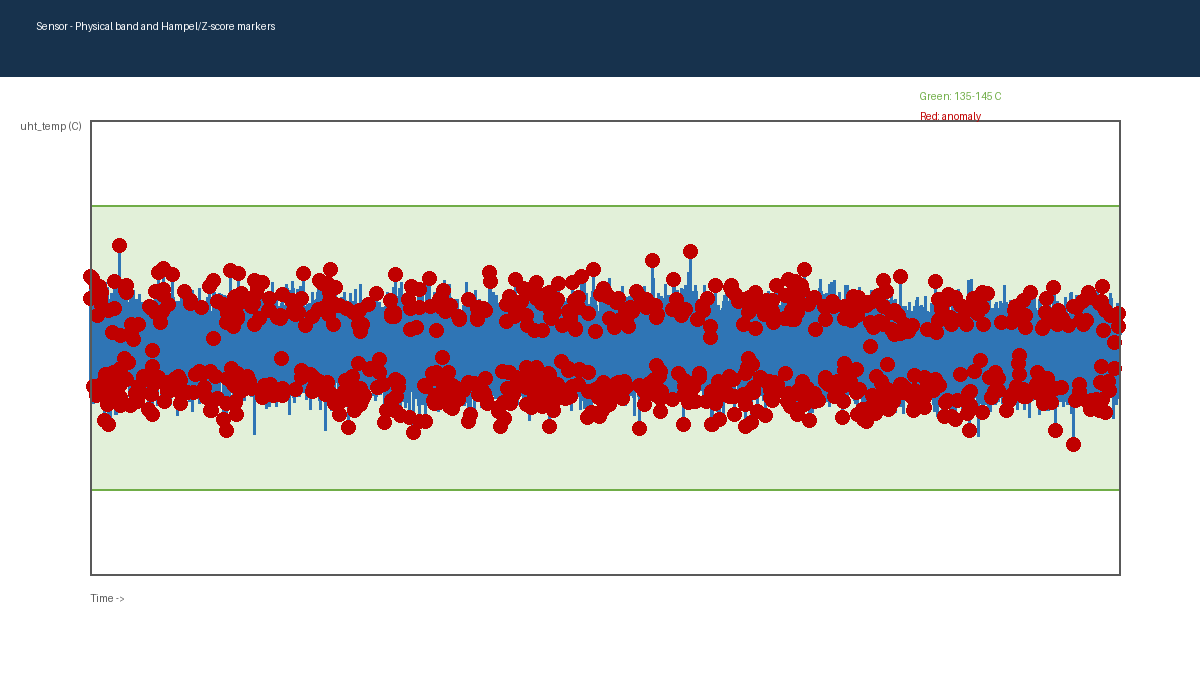 Sensor - Physical band and Hampel/Z-score markers
Green: 135-145 C
Red: anomaly
uht_temp (C)
Time ->